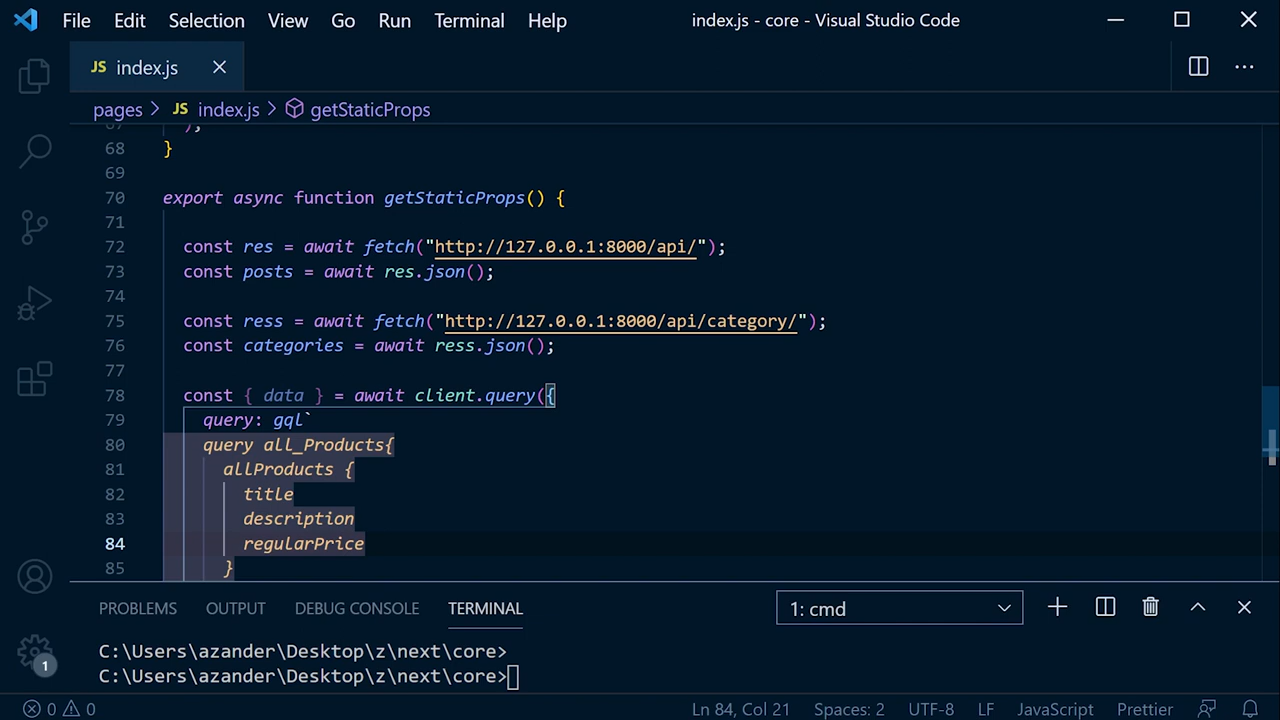 File Edit Selection View Go Run Terminal Help index.js - core - Visual Studio Code
JS index.js
pages > JS index.js > getStaticProps
67 );
68 }
69
70 export async function getStaticProps() {
71
72 const res = await fetch("http://127.0.0.1:8000/api/");
73 const posts = await res.json();
74
75 const ress = await fetch("http://127.0.0.1:8000/api/category/");
76 const categories = await ress.json();
77
78 const { data } = await client.query({
79 query: gql`
80 query all_Products{
81 allProducts {
82 title
83 description
84 regularPrice
85 }
PROBLEMS OUTPUT DEBUG CONSOLE TERMINAL 1: cmd
C:\Users\azander\Desktop\z\next\core>
C:\Users\azander\Desktop\z\next\core>
1
0 0 Ln 84, Col 21 Spaces: 2 UTF-8 LF JavaScript Prettier